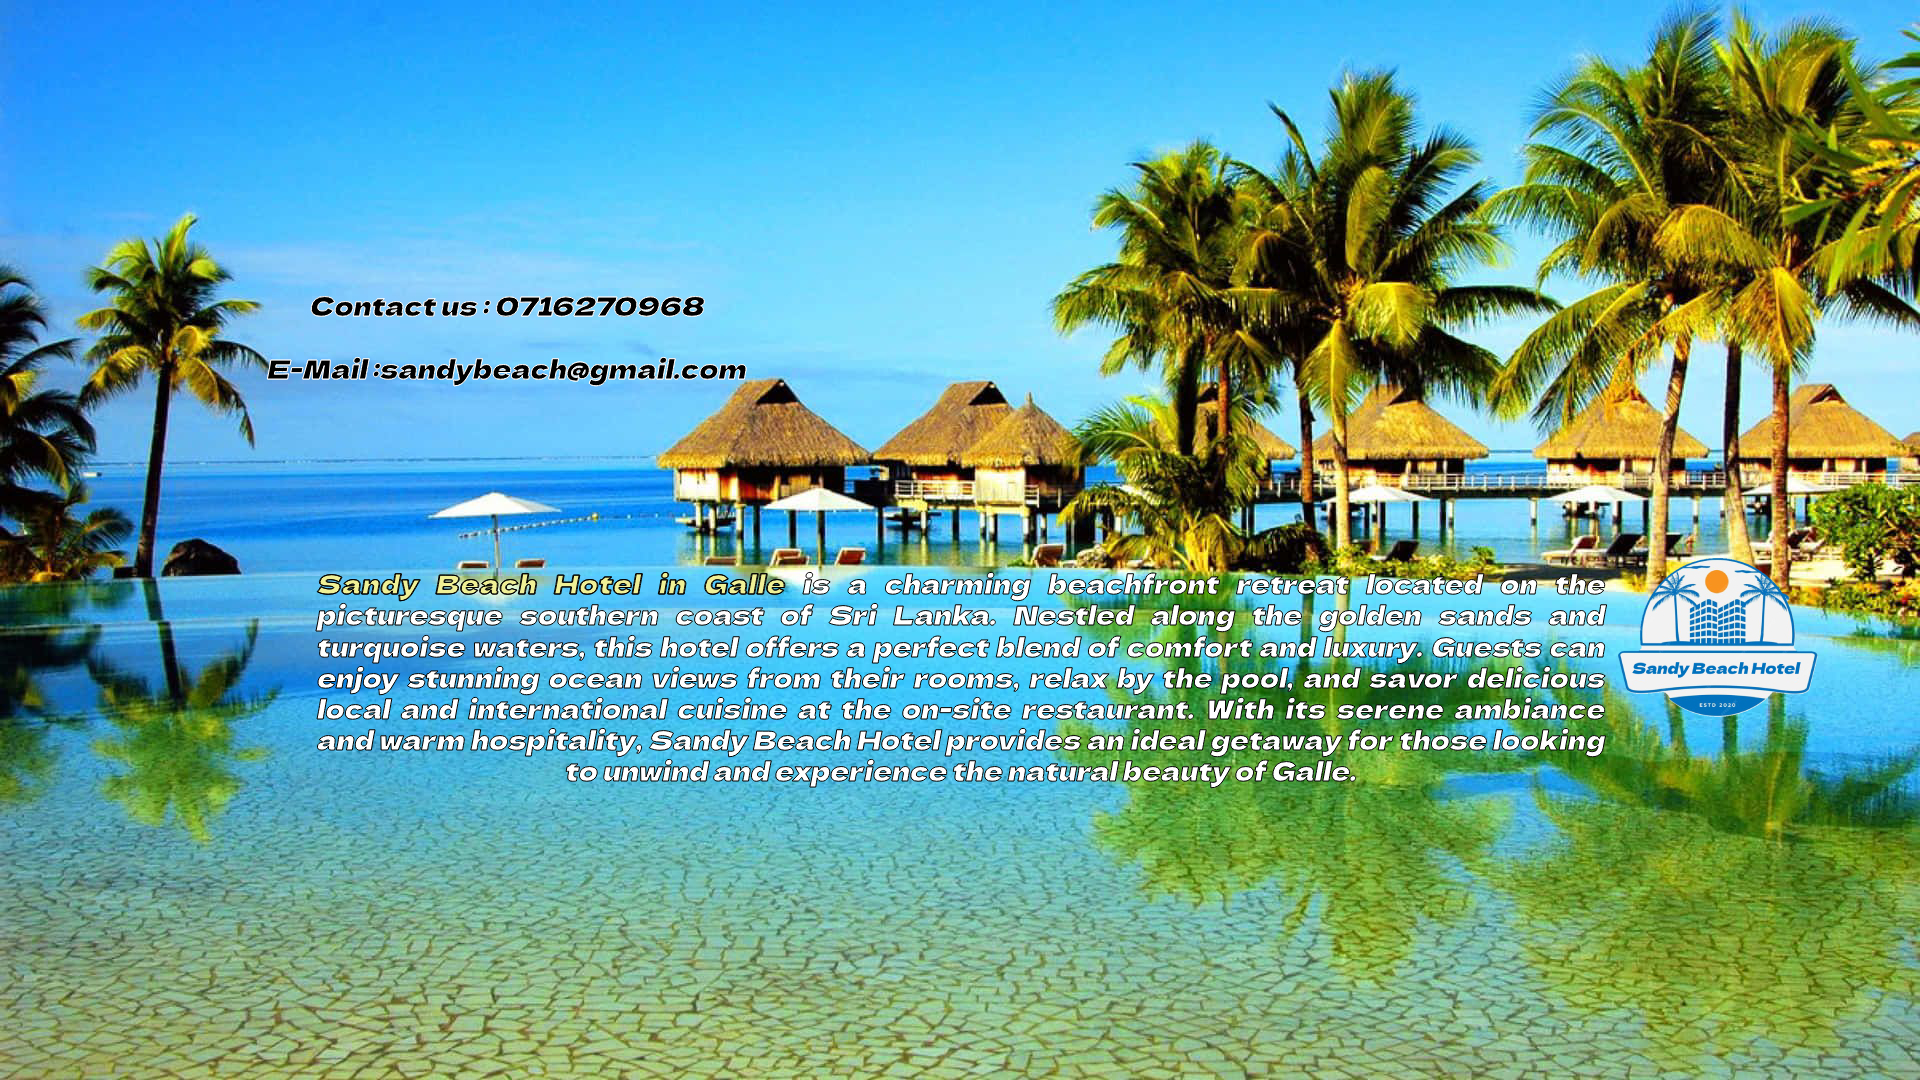 Contact us : 0716270968
E-Mail :sandybeach@gmail.com
Sandy Beach Hotel in Galle is a charming beachfront retreat located on the
picturesque southern coast of Sri Lanka. Nestled along the golden sands and
turquoise waters, this hotel offers a perfect blend of comfort and luxury. Guests can
enjoy stunning ocean views from their rooms, relax by the pool, and savor delicious
local and international cuisine at the on-site restaurant. With its serene ambiance
and warm hospitality, Sandy Beach Hotel provides an ideal getaway for those looking
to unwind and experience the natural beauty of Galle.
Sandy Beach Hotel
ESTD 2020